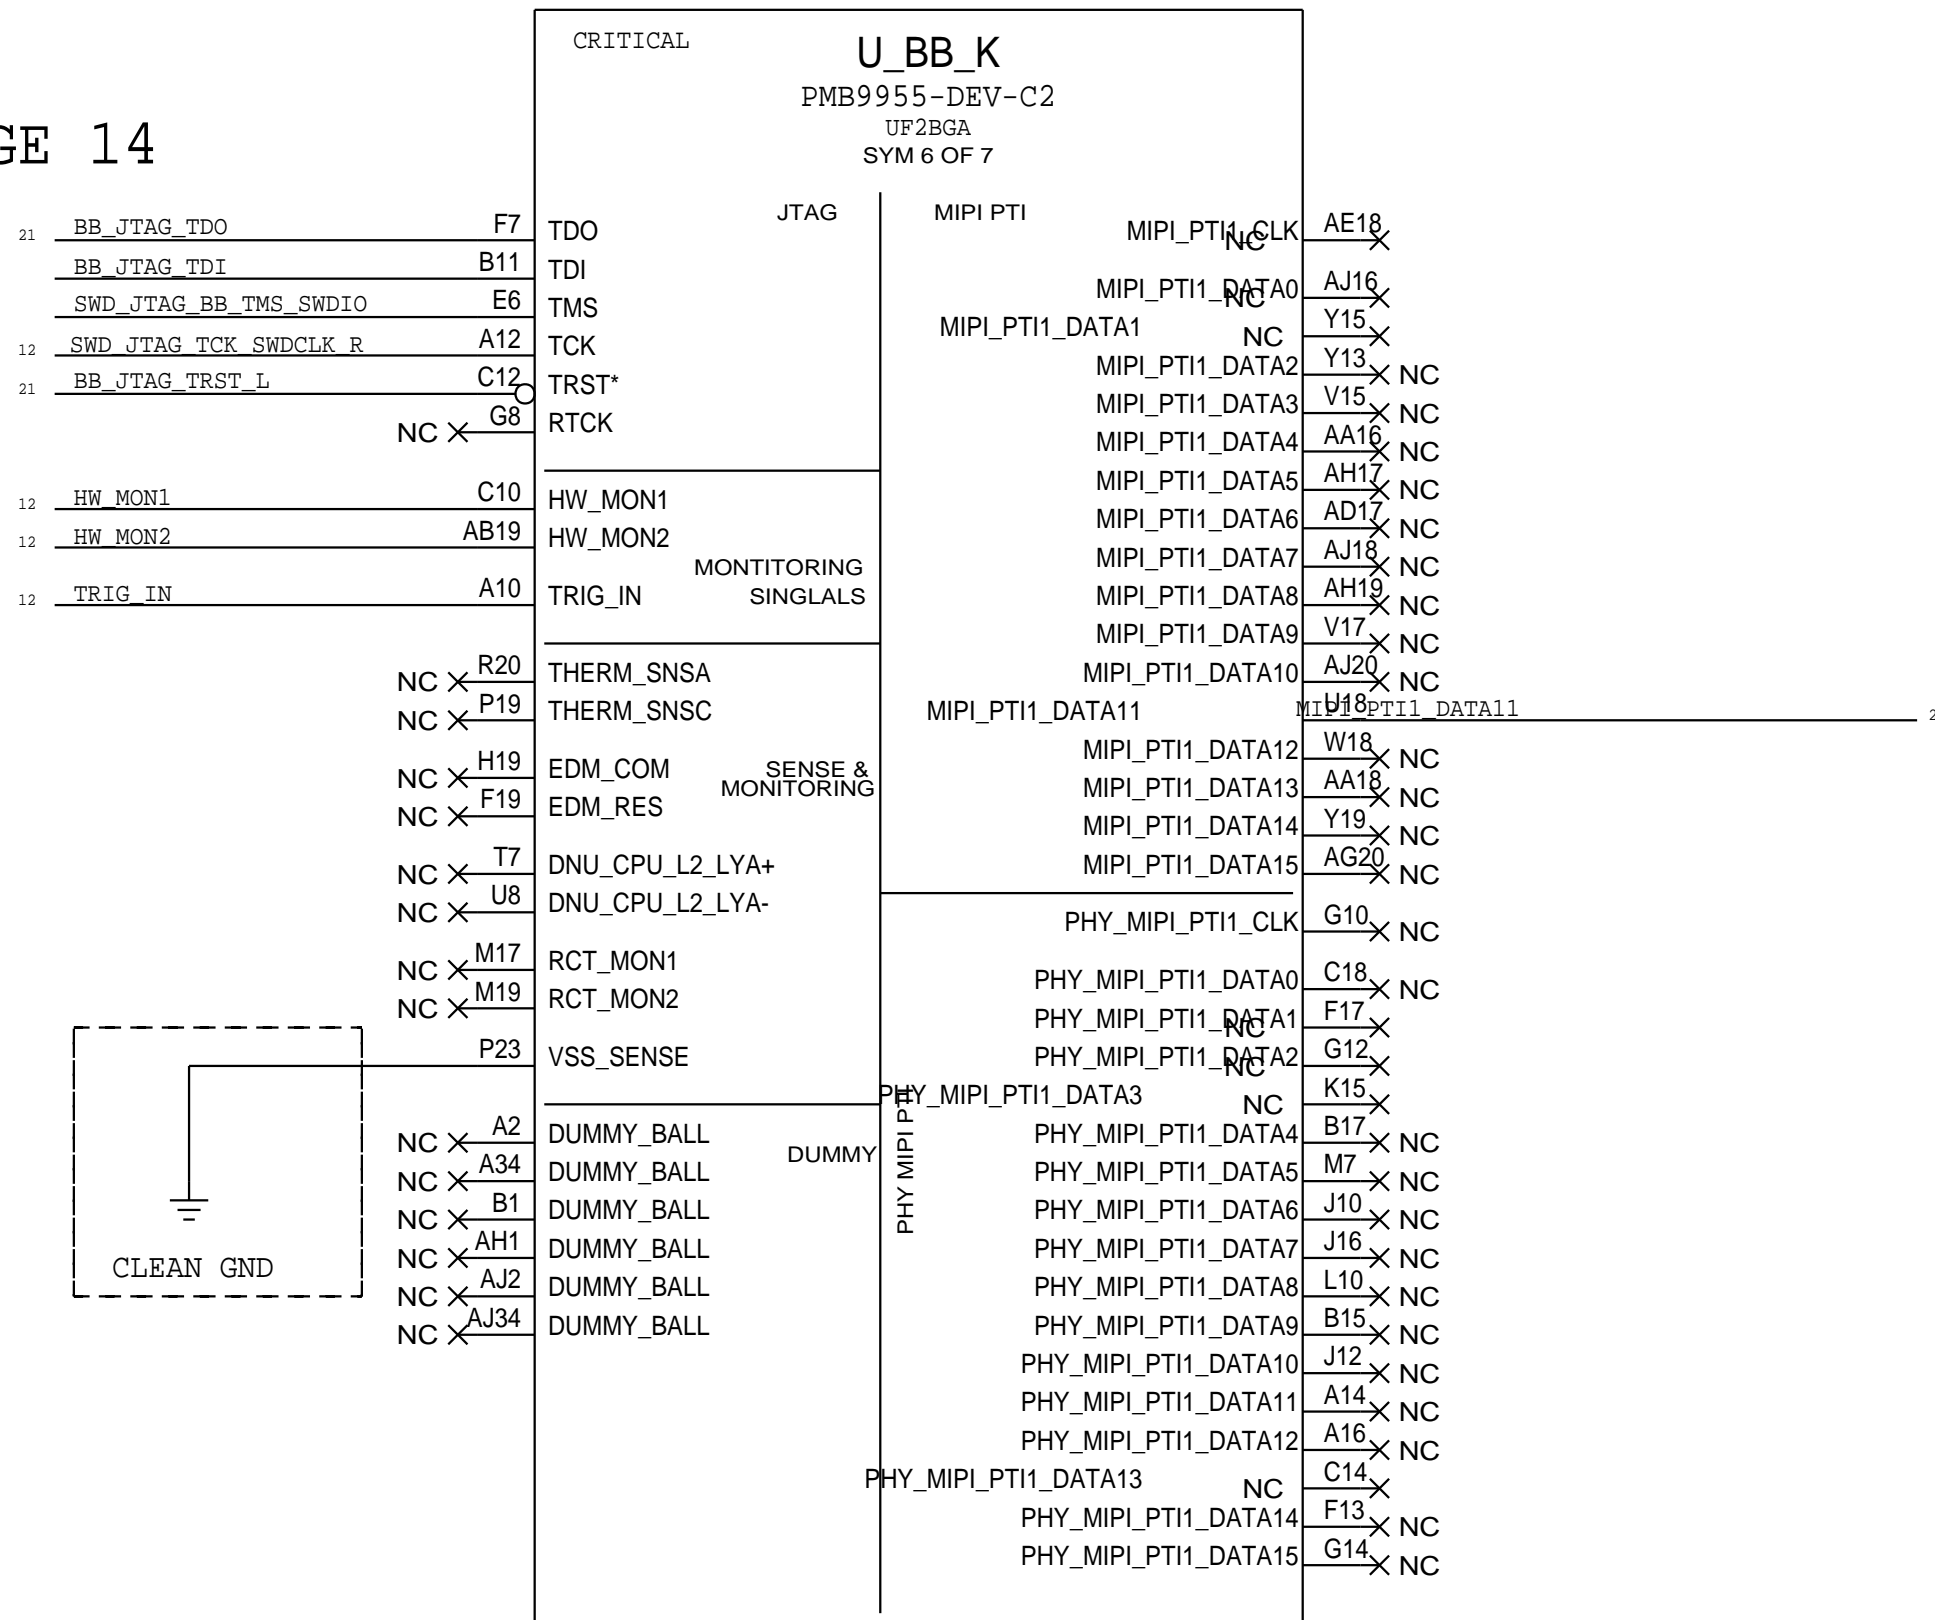 CRITICAL
U_BB_K
PMB9955-DEV-C2
UF2BGA
SYM 6 OF 7
GE 14
JTAG
MIPI PTI
21 BB_JTAG_TDO F7 TDO
BB_JTAG_TDI B11 TDI
SWD_JTAG_BB_TMS_SWDIO E6 TMS
12 SWD_JTAG_TCK_SWDCLK_R A12 TCK
21 BB_JTAG_TRST_L C12 TRST*
NC G8 RTCK
12 HW_MON1 C10 HW_MON1
12 HW_MON2 AB19 HW_MON2
MONTITORING
SINGLALS
12 TRIG_IN A10 TRIG_IN
NC R20 THERM_SNSA
NC P19 THERM_SNSC
NC H19 EDM_COM
NC F19 EDM_RES
SENSE &
MONITORING
NC T7 DNU_CPU_L2_LYA+
NC U8 DNU_CPU_L2_LYA-
NC M17 RCT_MON1
NC M19 RCT_MON2
P23 VSS_SENSE
CLEAN GND
NC A2 DUMMY_BALL
DUMMY
NC A34 DUMMY_BALL
NC B1 DUMMY_BALL
NC AH1 DUMMY_BALL
NC AJ2 DUMMY_BALL
NC AJ34 DUMMY_BALL
MIPI_PTI1_CLK NC AE18
MIPI_PTI1_DATA0 NC AJ16
MIPI_PTI1_DATA1 NC Y15
MIPI_PTI1_DATA2 Y13 NC
MIPI_PTI1_DATA3 V15 NC
MIPI_PTI1_DATA4 AA16 NC
MIPI_PTI1_DATA5 AH17 NC
MIPI_PTI1_DATA6 AD17 NC
MIPI_PTI1_DATA7 AJ18 NC
MIPI_PTI1_DATA8 AH19 NC
MIPI_PTI1_DATA9 V17 NC
MIPI_PTI1_DATA10 AJ20 NC
MIPI_PTI1_DATA11 U18 MIPI_PTI1_DATA11 2
MIPI_PTI1_DATA12 W18 NC
MIPI_PTI1_DATA13 AA18 NC
MIPI_PTI1_DATA14 Y19 NC
MIPI_PTI1_DATA15 AG20 NC
PHY MIPI PTI
PHY_MIPI_PTI1_CLK G10 NC
PHY_MIPI_PTI1_DATA0 C18 NC
PHY_MIPI_PTI1_DATA1 NC F17
PHY_MIPI_PTI1_DATA2 NC G12
PHY_MIPI_PTI1_DATA3 NC K15
PHY_MIPI_PTI1_DATA4 B17 NC
PHY_MIPI_PTI1_DATA5 M7 NC
PHY_MIPI_PTI1_DATA6 J10 NC
PHY_MIPI_PTI1_DATA7 J16 NC
PHY_MIPI_PTI1_DATA8 L10 NC
PHY_MIPI_PTI1_DATA9 B15 NC
PHY_MIPI_PTI1_DATA10 J12 NC
PHY_MIPI_PTI1_DATA11 A14 NC
PHY_MIPI_PTI1_DATA12 A16 NC
PHY_MIPI_PTI1_DATA13 NC C14
PHY_MIPI_PTI1_DATA14 F13 NC
PHY_MIPI_PTI1_DATA15 G14 NC